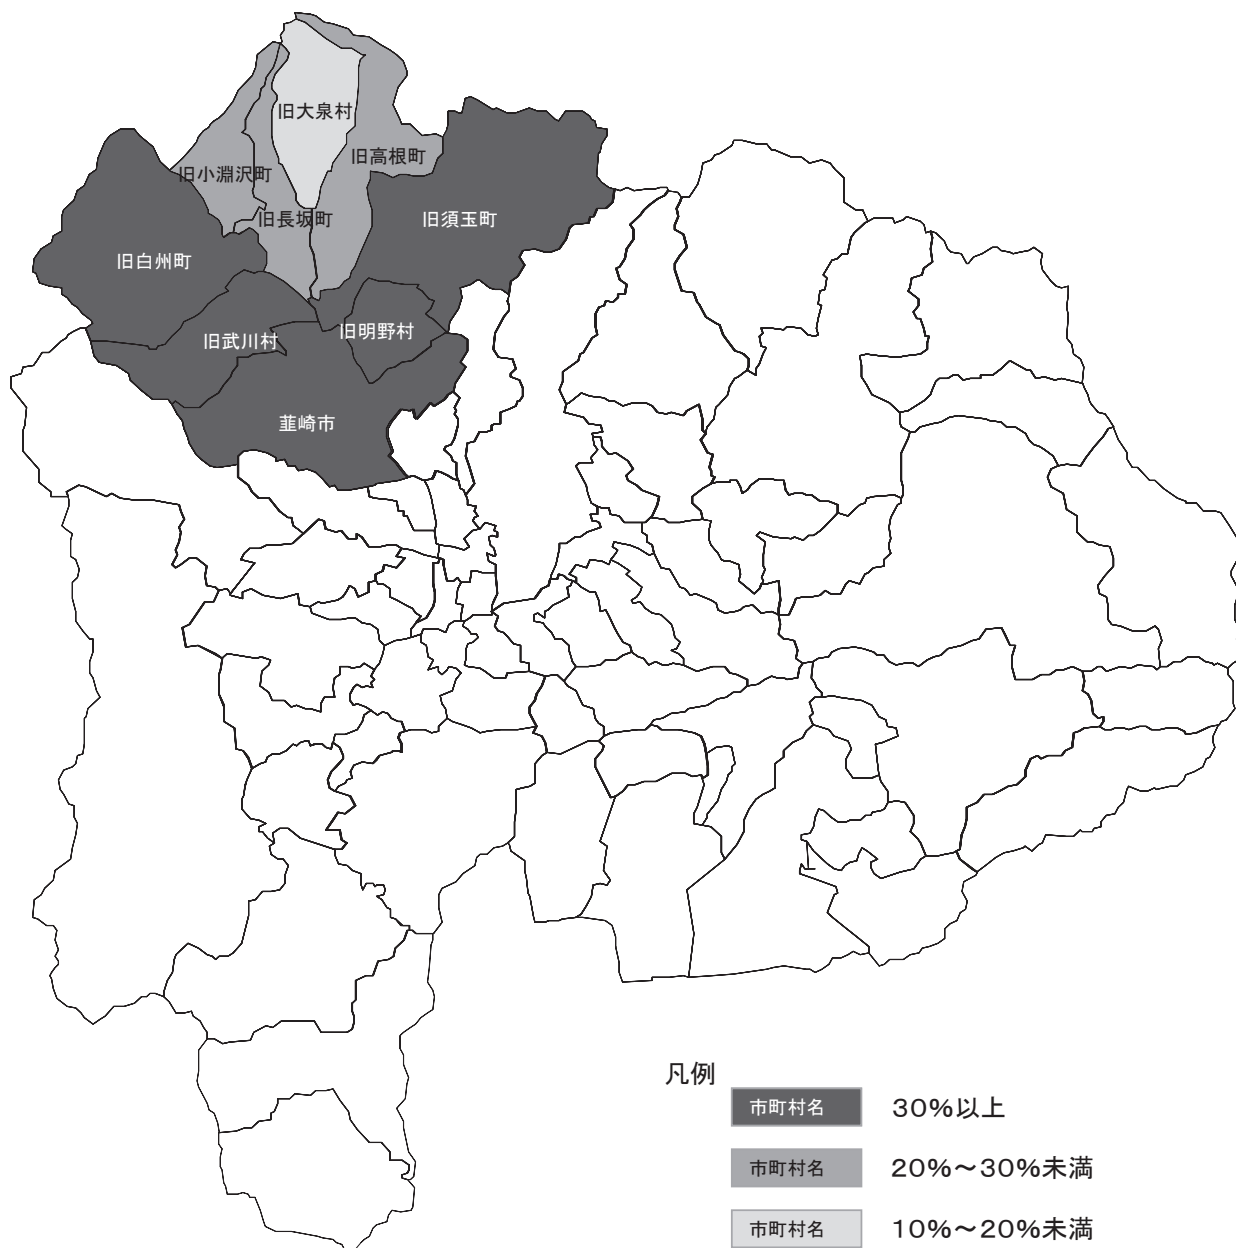 旧大泉村
旧高根町
旧小淵沢町
旧長坂町
旧須玉町
旧白州町
旧明野村
旧武川村
韮崎市
凡例
市町村名 30%以上
市町村名 20%～30%未満
市町村名 10%～20%未満